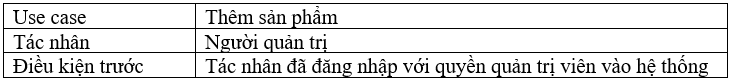 Use case Thêm sản phẩm
Tác nhân Người quản trị
Điều kiện trước Tác nhân đã đăng nhập với quyền quản trị viên vào hệ thống